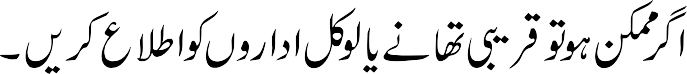 اگر ممکن ہو تو قریبی تھانے یا لوکل اداروں کو اطلاع کریں۔